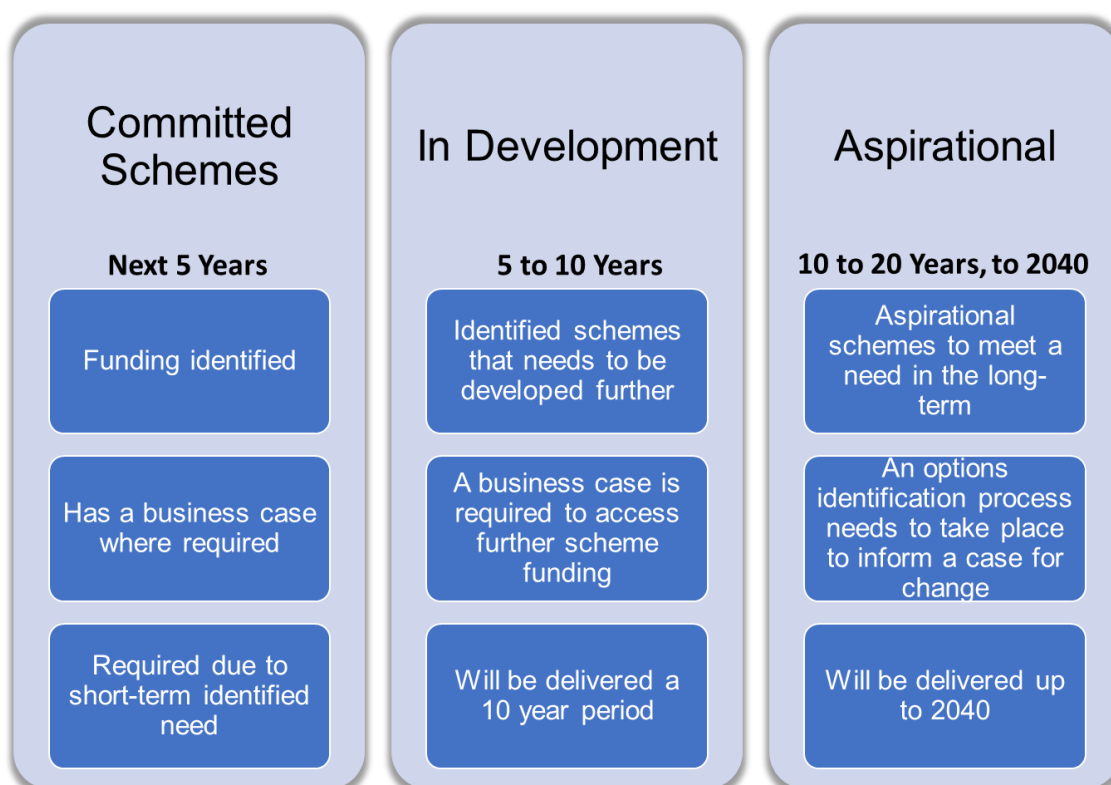 Committed
Schemes
Next 5 Years
Funding identified
Has a business case
where required
Required due to
short-term identified
need
In Development
5 to 10 Years
Identified schemes
that needs to be
developed further
A business case is
required to access
further scheme
funding
Will be delivered a
10 year period
Aspirational
10 to 20 Years, to 2040
Aspirational
schemes to meet a
need in the long-
term
An options
identification process
needs to take place
to inform a case for
change
Will be delivered up
to 2040